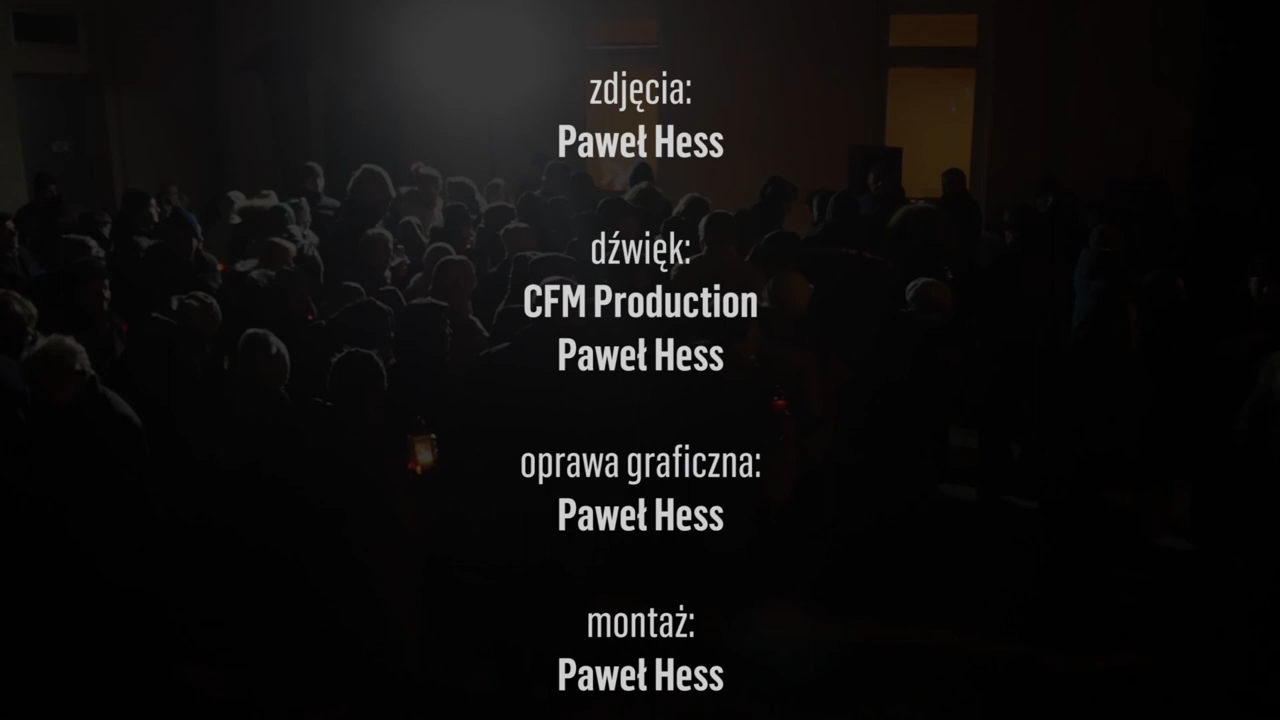 zdjęcia:
Paweł Hess
dźwięk:
CFM Production
Paweł Hess
oprawa graficzna:
Paweł Hess
montaż:
Paweł Hess